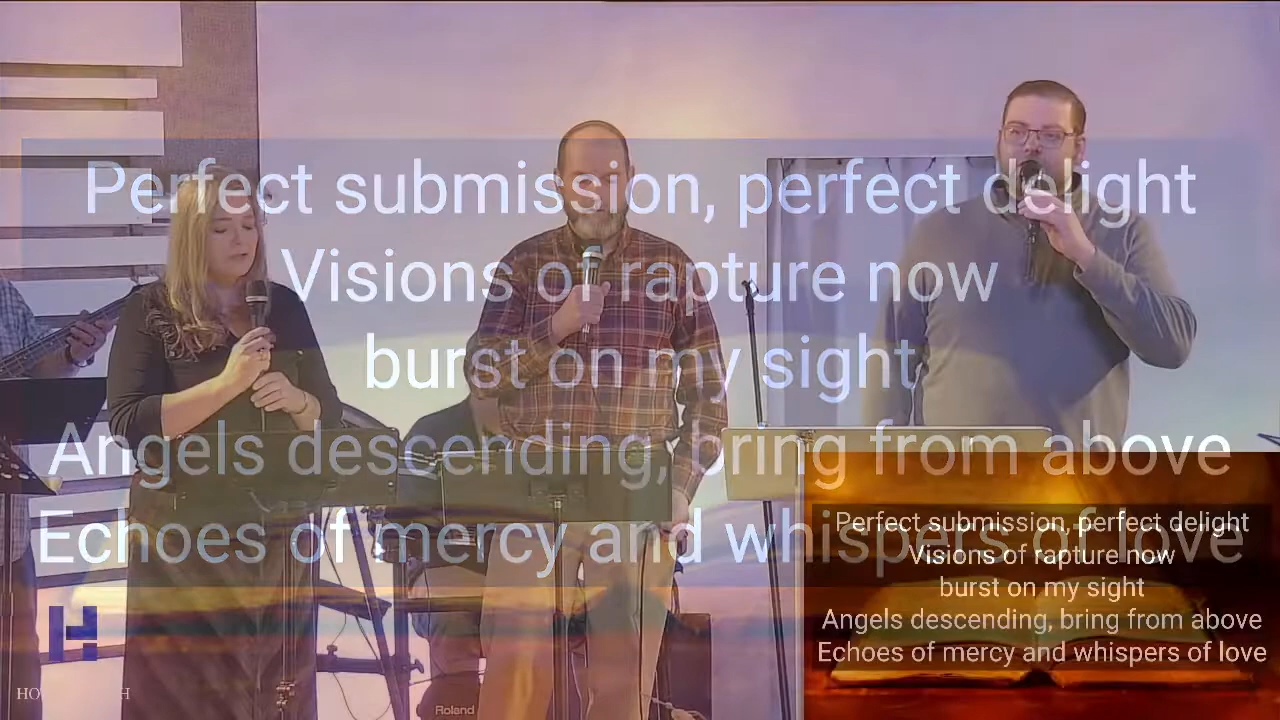 Perfect submission, perfect delight
Visions of rapture now
burst on my sight
Angels descending, bring from above
Echoes of mercy and whispers of love
Perfect submission, perfect delight
Visions of rapture now
burst on my sight
Angels descending, bring from above
Echoes of mercy and whispers of love
H
Roland